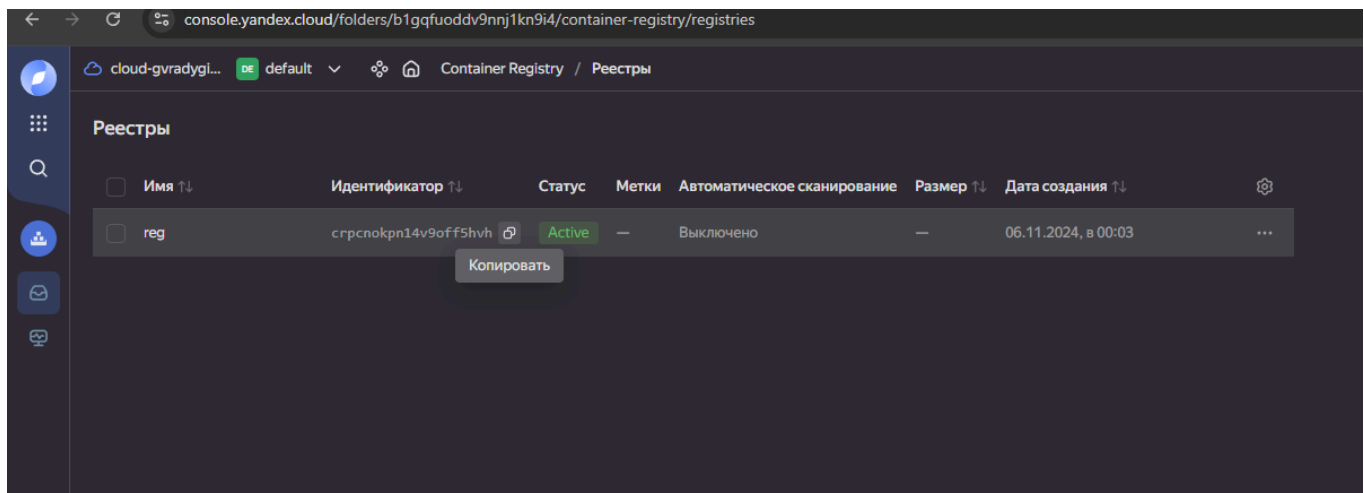 console.yandex.cloud/folders/b1gqfuoddv9nnj1kn9i4/container-registry/registries
cloud-gvradygi... DE default Container Registry / Реестры
Реестры
Имя Идентификатор Статус Метки Автоматическое сканирование Размер Дата создания
reg crpcnokpn14v9off5hvh Active — Выключено — 06.11.2024, в 00:03 ...
Копировать